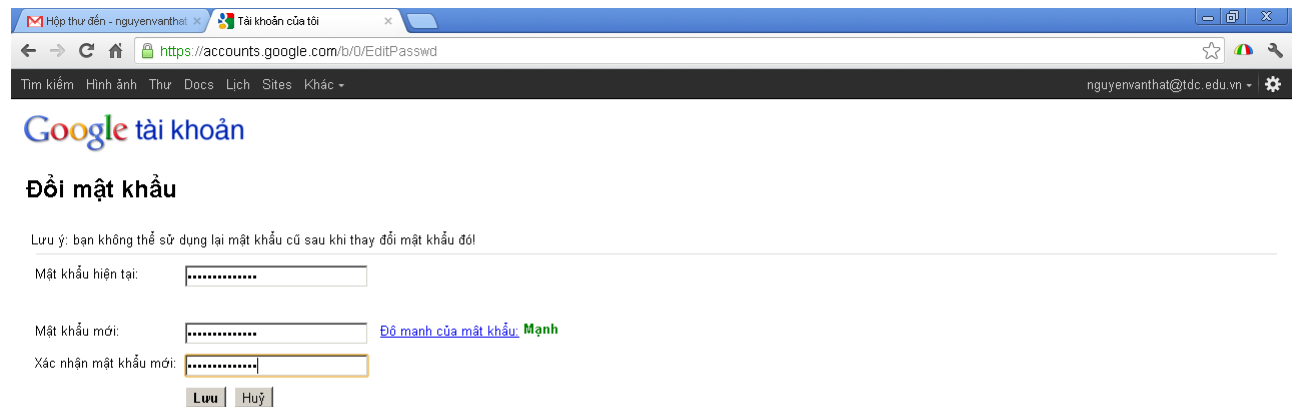 Hộp thư đến - nguyenvanthat
Tài khoản của tôi
https://accounts.google.com/b/0/EditPasswd
Tìm kiếm Hình ảnh Thư Docs Lịch Sites Khác
nguyenvanthat@tdc.edu.vn
Google tài khoản
Đổi mật khẩu
Lưu ý: bạn không thể sử dụng lại mật khẩu cũ sau khi thay đổi mật khẩu đó!
Mật khẩu hiện tại: ••••••••••••••
Mật khẩu mới: •••••••••••••• Độ mạnh của mật khẩu: Mạnh
Xác nhận mật khẩu mới: ••••••••••••••
Lưu Huỷ